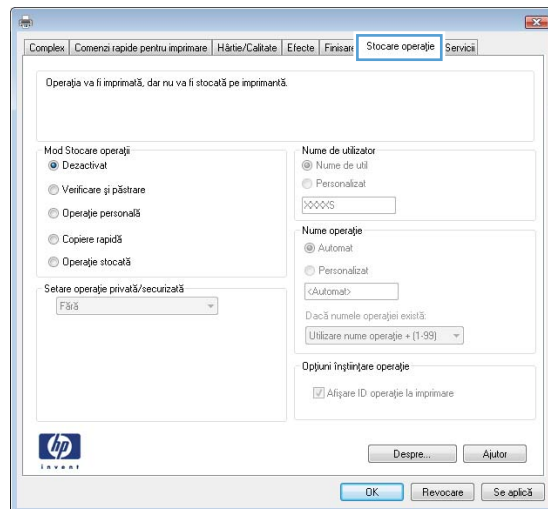 Complex Comenzi rapide pentru imprimare Hârtie/Calitate Efecte Finisare Stocare operaţie Servicii
Operaţia va fi imprimată, dar nu va fi stocată pe imprimantă.
Mod Stocare operaţii
Dezactivat
Verificare şi păstrare
Operaţie personală
Copiere rapidă
Operaţie stocată
Setare operaţie privată/securizată
Fără
Nume de utilizator
Nume de util
Personalizat
XXXXS
Nume operaţie
Automat
Personalizat
<Automat>
Dacă numele operaţiei există:
Utilizare nume operaţie + (1-99)
Opţiuni înştiinţare operaţie
Afişare ID operaţie la imprimare
hp
invent
Despre... Ajutor
OK Revocare Se aplică